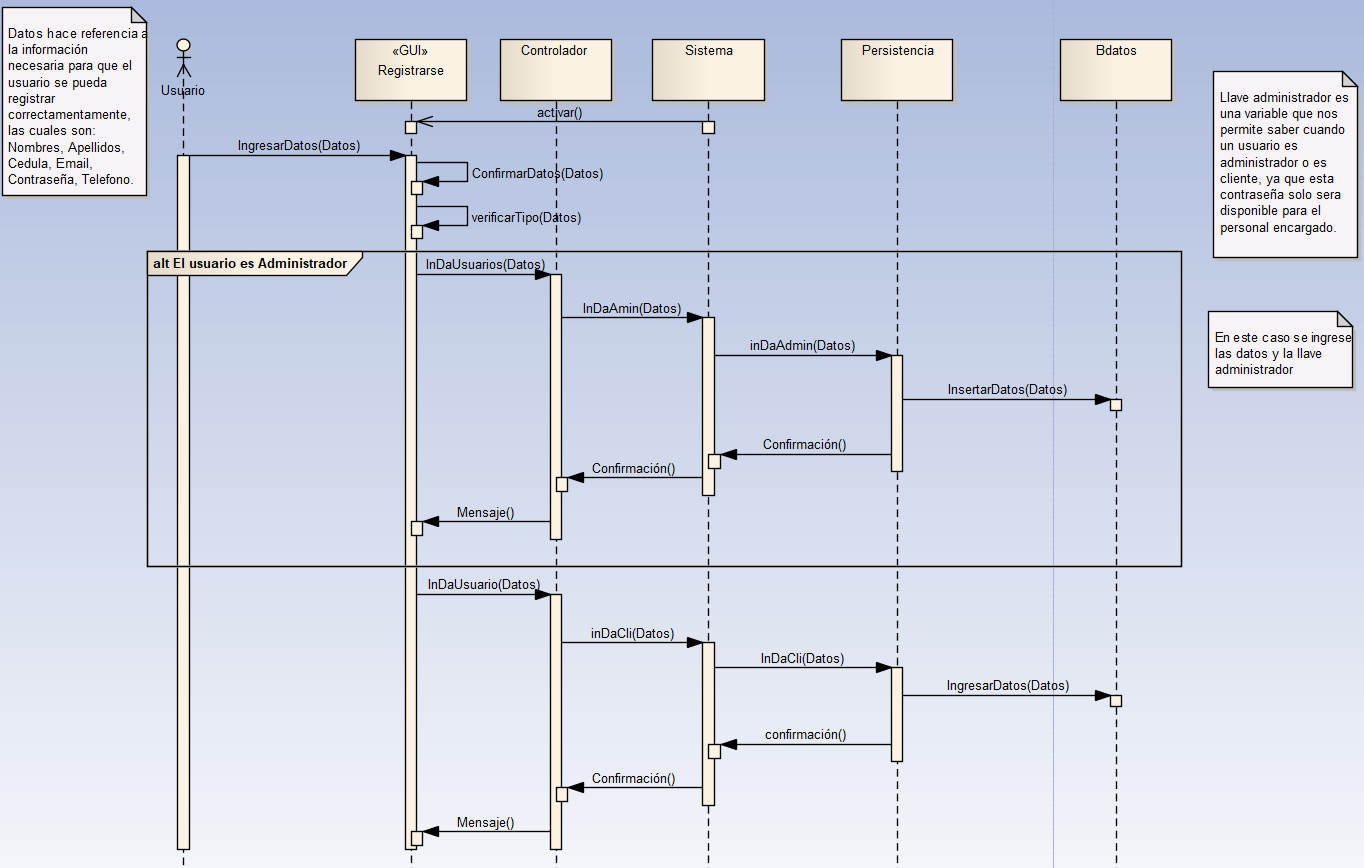 Datos hace referencia a
la información
necesaria para que el
usuario se pueda
registrar
correctamentamente,
las cuales son:
Nombres, Apellidos,
Cedula, Email,
Contraseña, Telefono.
Usuario
«GUI»
Registrarse
Controlador
Sistema
Persistencia
Bdatos
Llave administrador es
una variable que nos
permite saber cuando
un usuario es
administrador o es
cliente, ya que esta
contraseña solo sera
disponible para el
personal encargado.
activar()
IngresarDatos(Datos)
ConfirmarDatos(Datos)
verificarTipo(Datos)
alt El usuario es Administrador
InDaUsuarios(Datos)
InDaAmin(Datos)
inDaAdmin(Datos)
En este caso se ingrese
las datos y la llave
administrador
InsertarDatos(Datos)
Confirmación()
Confirmación()
Mensaje()
InDaUsuario(Datos)
inDaCli(Datos)
InDaCli(Datos)
IngresarDatos(Datos)
confirmación()
Confirmación()
Mensaje()